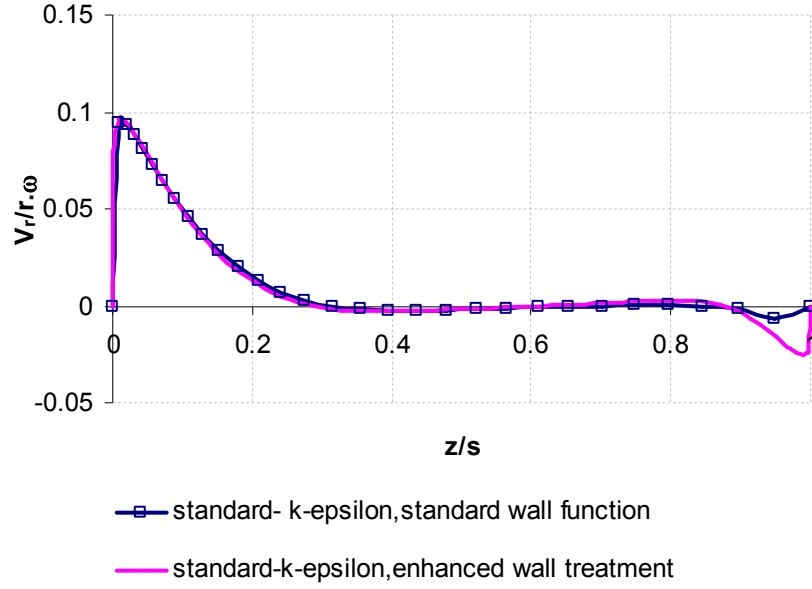 0.15
0.1
0.05
0
-0.05
Vr/r.ω
0 0.2 0.4 0.6 0.8
z/s
standard- k-epsilon,standard wall function
standard-k-epsilon,enhanced wall treatment